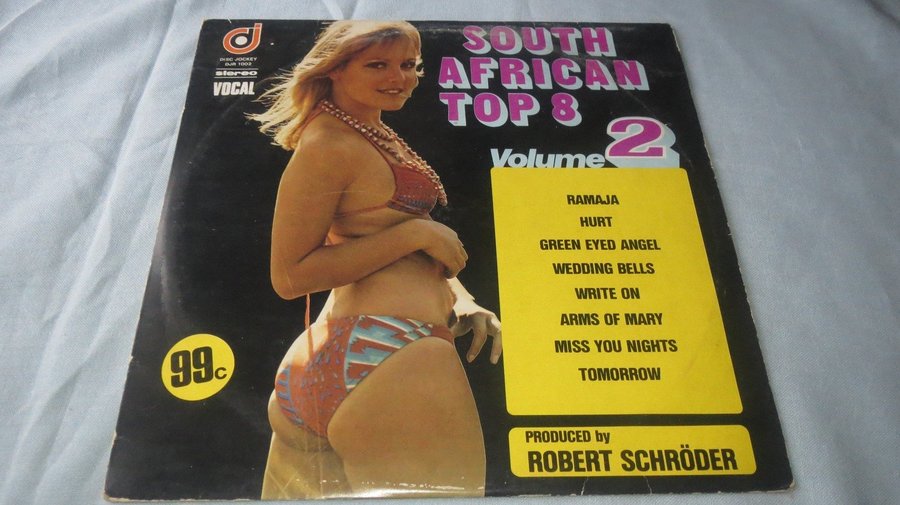 dj
DISC JOCKEY
DJR 1002
stereo
VOCAL
SOUTH
AFRICAN
TOP 8
Volume 2
RAMAJA
HURT
GREEN EYED ANGEL
WEDDING BELLS
WRITE ON
ARMS OF MARY
MISS YOU NIGHTS
TOMORROW
99c
PRODUCED by
ROBERT SCHRÖDER